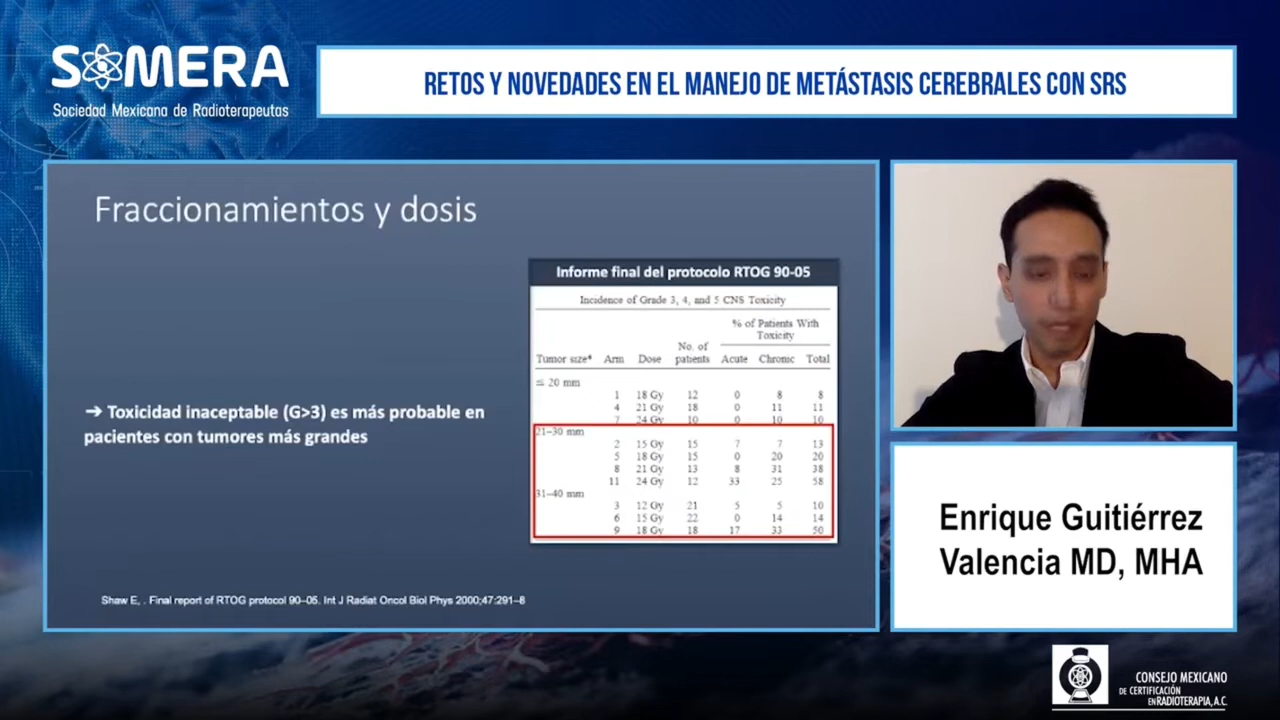 SOMERA
Sociedad Mexicana de Radioterapeutas
RETOS Y NOVEDADES EN EL MANEJO DE METÁSTASIS CEREBRALES CON SRS
Fraccionamientos y dosis
➔ Toxicidad inaceptable (G>3) es más probable en
pacientes con tumores más grandes
Informe final del protocolo RTOG 90-05
Incidence of Grade 3, 4, and 5 CNS Toxicity
% of Patients With
Toxicity
No. of
Tumor size* Arm Dose patients Acute Chronic Total
≤ 20 mm
1 18 Gy 12 0 8 8
4 21 Gy 18 0 11 11
7 24 Gy 10 0 10 10
21–30 mm
2 15 Gy 15 7 7 13
5 18 Gy 15 0 20 20
8 21 Gy 13 8 31 38
11 24 Gy 12 33 25 58
31–40 mm
3 12 Gy 21 5 5 10
6 15 Gy 22 0 14 14
9 18 Gy 18 17 33 50
Shaw E, . Final report of RTOG protocol 90–05. Int J Radiat Oncol Biol Phys 2000;47:291–8
Enrique Guitiérrez
Valencia MD, MHA
CONSEJO MEXICANO
DE CERTIFICACIÓN
EN RADIOTERAPIA, A.C.